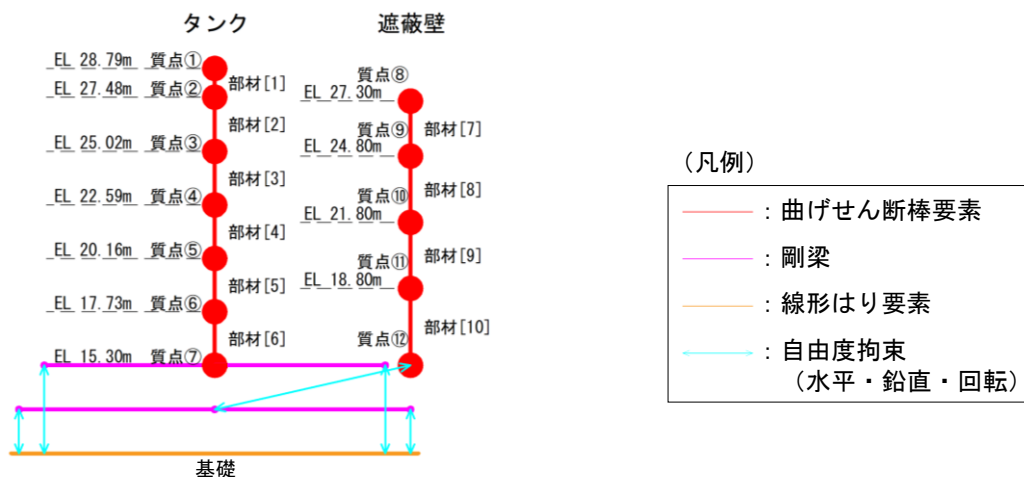 タンク
遮蔽壁
EL 28.79m 質点①
部材[1]
EL 27.48m 質点②
部材[2]
EL 25.02m 質点③
部材[3]
EL 22.59m 質点④
部材[4]
EL 20.16m 質点⑤
部材[5]
EL 17.73m 質点⑥
部材[6]
EL 15.30m 質点⑦
質点⑧
EL 27.30m
部材[7]
質点⑨
EL 24.80m
部材[8]
質点⑩
EL 21.80m
部材[9]
質点⑪
EL 18.80m
部材[10]
質点⑫
基礎
(凡例)
：曲げせん断棒要素
：剛梁
：線形はり要素
：自由度拘束
（水平・鉛直・回転）